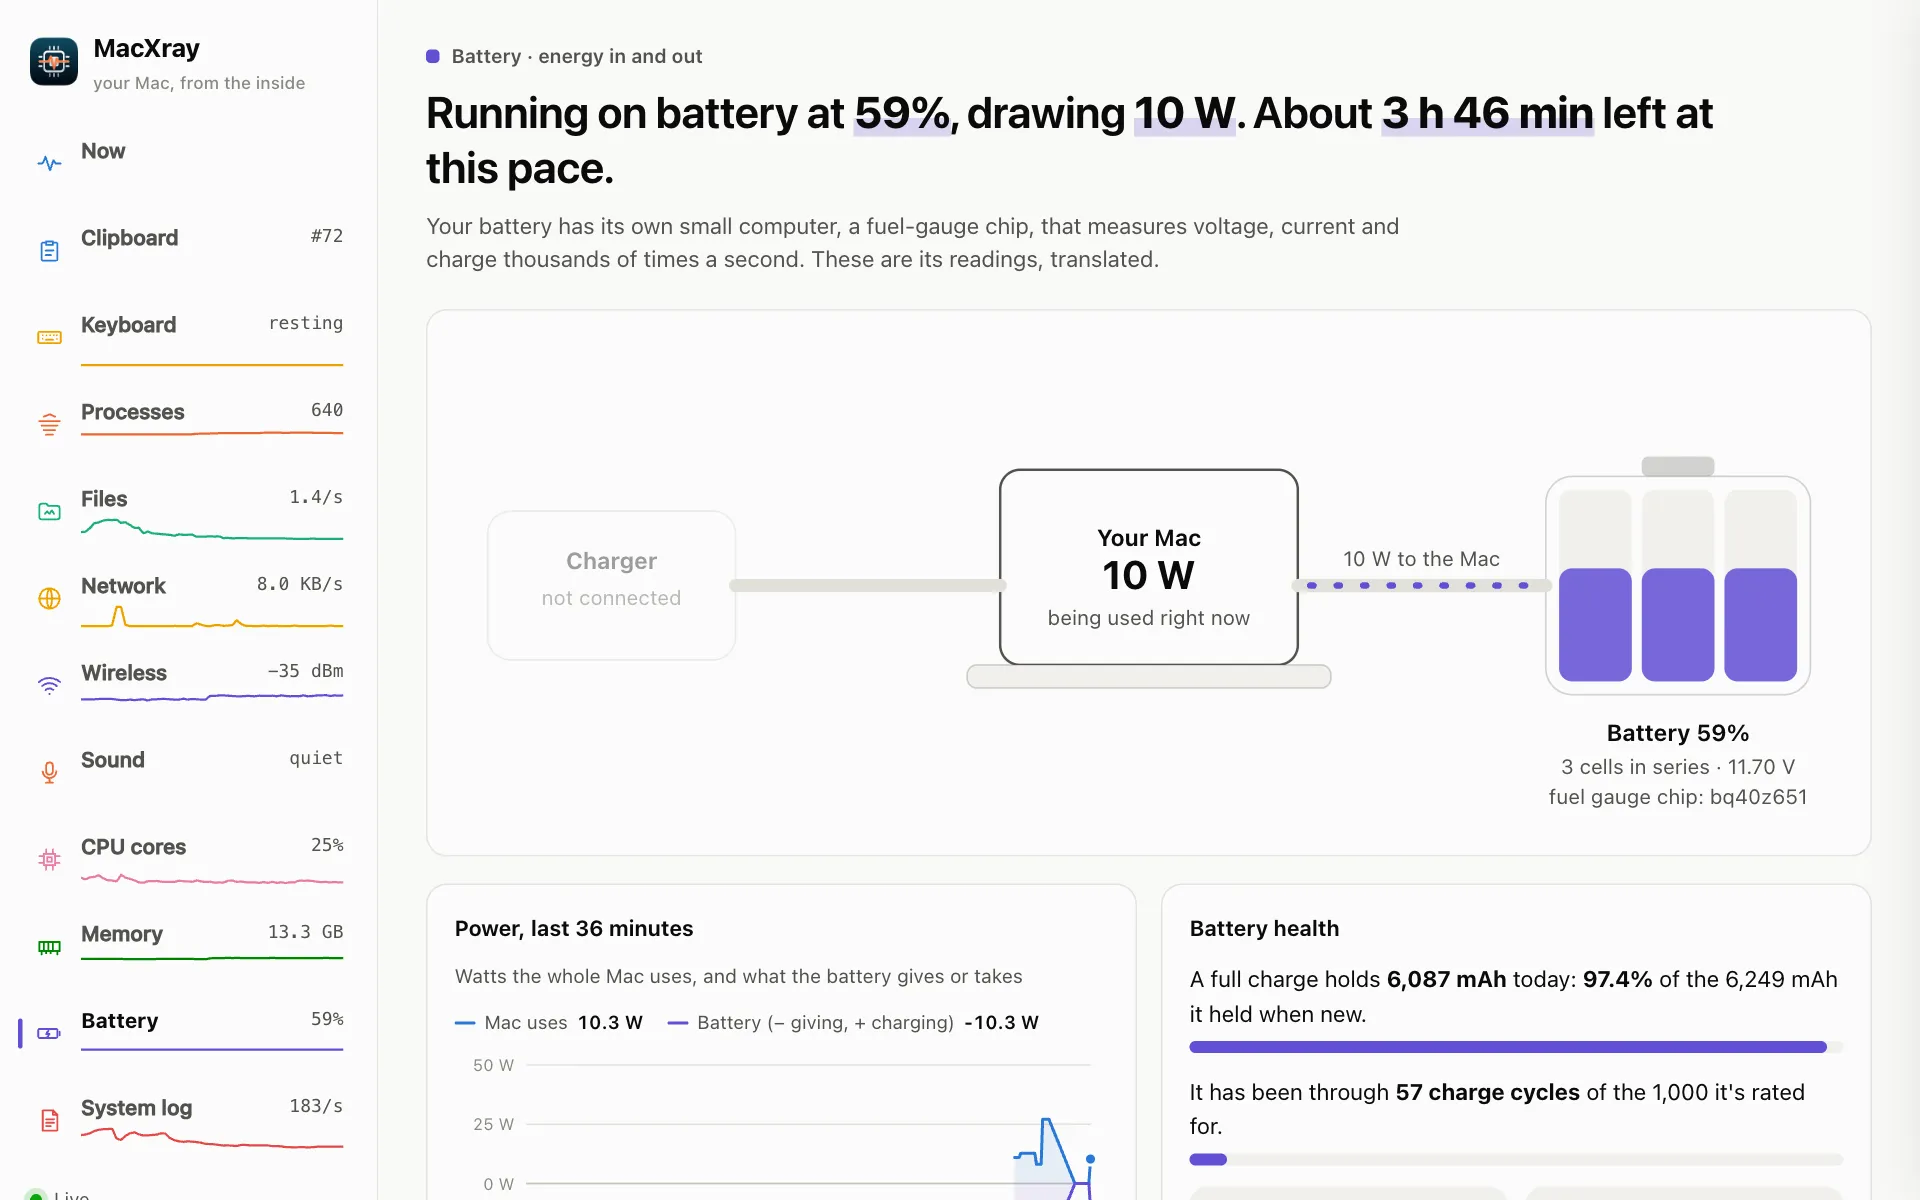 MacXray
your Mac, from the inside
Now
Clipboard #72
Keyboard resting
Processes 640
Files 1.4/s
Network 8.0 KB/s
Wireless −35 dBm
Sound quiet
CPU cores 25%
Memory 13.3 GB
Battery 59%
System log 183/s
Live
Battery · energy in and out
Running on battery at 59%, drawing 10 W. About 3 h 46 min left at
this pace.
Your battery has its own small computer, a fuel-gauge chip, that measures voltage, current and
charge thousands of times a second. These are its readings, translated.
Charger
not connected
Your Mac
10 W
being used right now
10 W to the Mac
Battery 59%
3 cells in series · 11.70 V
fuel gauge chip: bq40z651
Power, last 36 minutes
Watts the whole Mac uses, and what the battery gives or takes
Mac uses 10.3 W Battery (− giving, + charging) -10.3 W
50 W
25 W
0 W
Battery health
A full charge holds 6,087 mAh today: 97.4% of the 6,249 mAh
it held when new.
It has been through 57 charge cycles of the 1,000 it's rated
for.